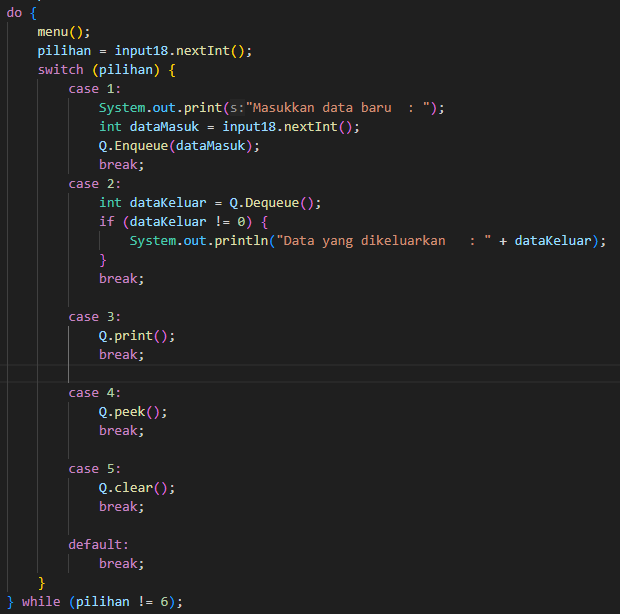 do {
    menu();
    pilihan = input18.nextInt();
    switch (pilihan) {
        case 1:
            System.out.print(s:"Masukkan data baru  : ");
            int dataMasuk = input18.nextInt();
            Q.Enqueue(dataMasuk);
            break;
        case 2:
            int dataKeluar = Q.Dequeue();
            if (dataKeluar != 0) {
                System.out.println("Data yang dikeluarkan   : " + dataKeluar);
            }
            break;

        case 3:
            Q.print();
            break;

        case 4:
            Q.peek();
            break;

        case 5:
            Q.clear();
            break;

        default:
            break;
    }
} while (pilihan != 6);